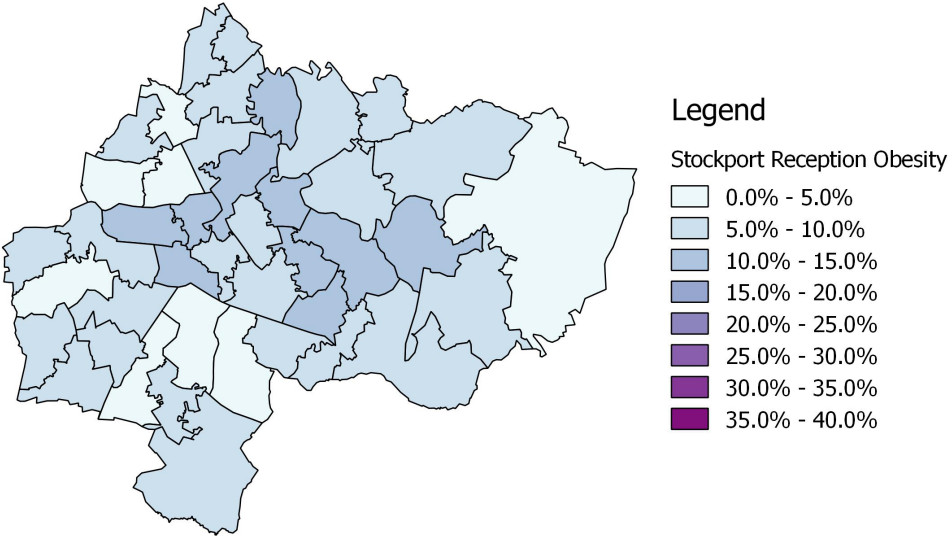 Legend
Stockport Reception Obesity
0.0% - 5.0%
5.0% - 10.0%
10.0% - 15.0%
15.0% - 20.0%
20.0% - 25.0%
25.0% - 30.0%
30.0% - 35.0%
35.0% - 40.0%